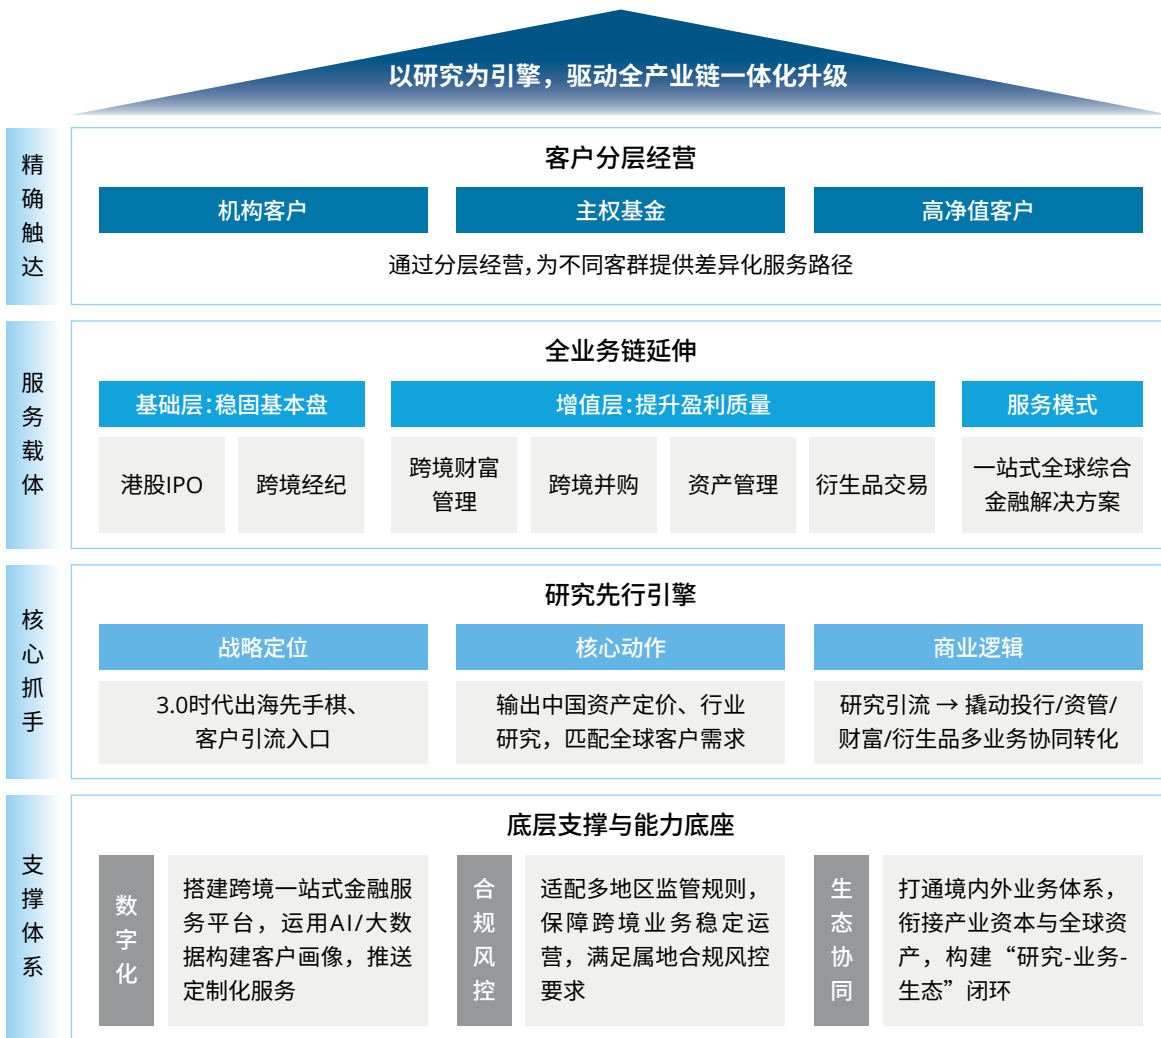 以研究为引擎，驱动全产业链一体化升级
精确触达
客户分层经营
机构客户
主权基金
高净值客户
通过分层经营，为不同客群提供差异化服务路径
服务载体
全业务链延伸
基础层：稳固基本盘
增值层：提升盈利质量
服务模式
港股IPO
跨境经纪
跨境财富
管理
跨境并购
资产管理
衍生品交易
一站式全球综合
金融解决方案
核心抓手
研究先行引擎
战略定位
核心动作
商业逻辑
3.0时代出海先手棋、
客户引流入口
输出中国资产定价、行业
研究，匹配全球客户需求
研究引流 → 撬动投行/资管/
财富/衍生品多业务协同转化
支撑体系
底层支撑与能力底座
数字化
搭建跨境一站式金融服
务平台，运用AI/大数
据构建客户画像，推送
定制化服务
合规风控
适配多地区监管规则，
保障跨境业务稳定运
营，满足属地合规风控
要求
生态协同
打通境内外业务体系，
衔接产业资本与全球资
产，构建“研究-业务-
生态”闭环